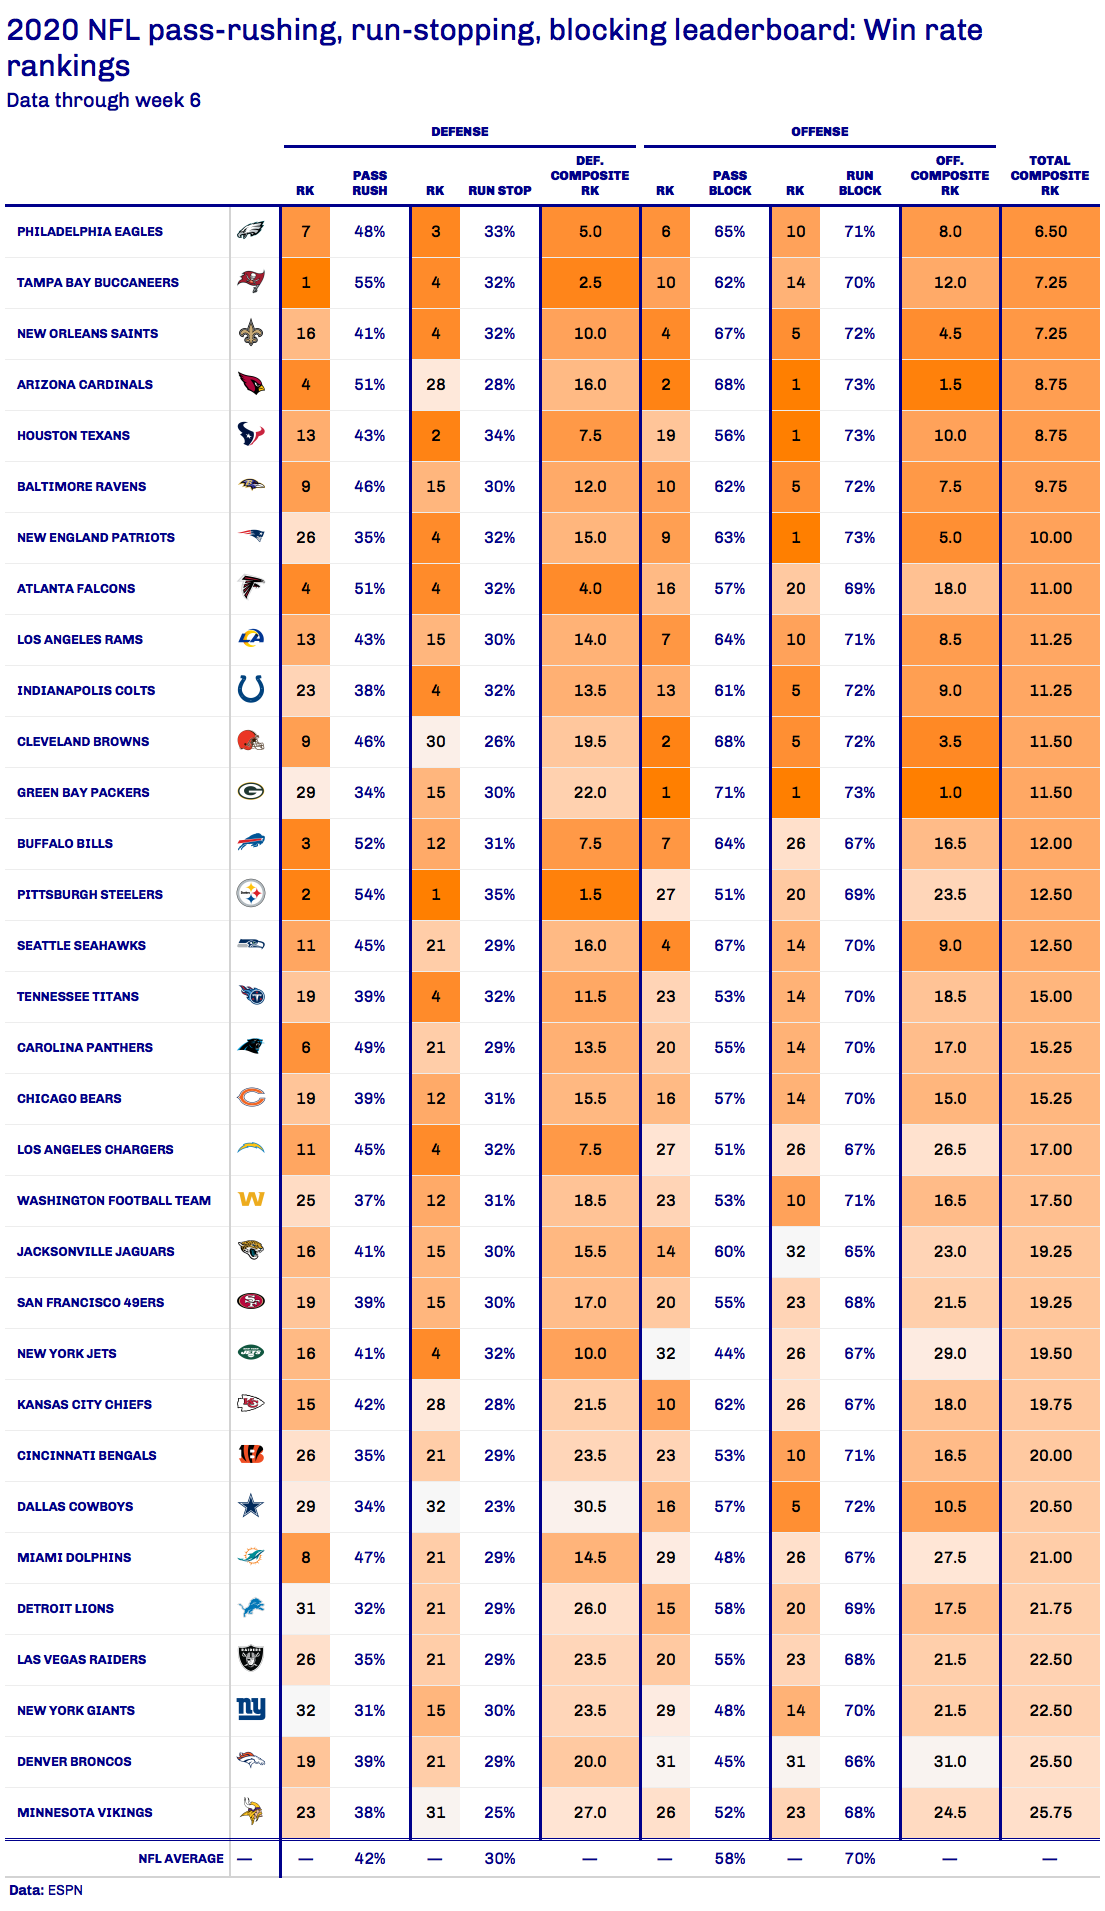 2020 NFL pass-rushing, run-stopping, blocking leaderboard: Win rate
rankings
Data through week 6
DEFENSE OFFENSE
RK PASS RUSH RK RUN STOP DEF. COMPOSITE RK RK PASS BLOCK RK RUN BLOCK OFF. COMPOSITE RK TOTAL COMPOSITE RK
PHILADELPHIA EAGLES 7 48% 3 33% 5.0 6 65% 10 71% 8.0 6.50
TAMPA BAY BUCCANEERS 1 55% 4 32% 2.5 10 62% 14 70% 12.0 7.25
NEW ORLEANS SAINTS 16 41% 4 32% 10.0 4 67% 5 72% 4.5 7.25
ARIZONA CARDINALS 4 51% 28 28% 16.0 2 68% 1 73% 1.5 8.75
HOUSTON TEXANS 13 43% 2 34% 7.5 19 56% 1 73% 10.0 8.75
BALTIMORE RAVENS 9 46% 15 30% 12.0 10 62% 5 72% 7.5 9.75
NEW ENGLAND PATRIOTS 26 35% 4 32% 15.0 9 63% 1 73% 5.0 10.00
ATLANTA FALCONS 4 51% 4 32% 4.0 16 57% 20 69% 18.0 11.00
LOS ANGELES RAMS 13 43% 15 30% 14.0 7 64% 10 71% 8.5 11.25
INDIANAPOLIS COLTS 23 38% 4 32% 13.5 13 61% 5 72% 9.0 11.25
CLEVELAND BROWNS 9 46% 30 26% 19.5 2 68% 5 72% 3.5 11.50
GREEN BAY PACKERS 29 34% 15 30% 22.0 1 71% 1 73% 1.0 11.50
BUFFALO BILLS 3 52% 12 31% 7.5 7 64% 26 67% 16.5 12.00
PITTSBURGH STEELERS 2 54% 1 35% 1.5 27 51% 20 69% 23.5 12.50
SEATTLE SEAHAWKS 11 45% 21 29% 16.0 4 67% 14 70% 9.0 12.50
TENNESSEE TITANS 19 39% 4 32% 11.5 23 53% 14 70% 18.5 15.00
CAROLINA PANTHERS 6 49% 21 29% 13.5 20 55% 14 70% 17.0 15.25
CHICAGO BEARS 19 39% 12 31% 15.5 16 57% 14 70% 15.0 15.25
LOS ANGELES CHARGERS 11 45% 4 32% 7.5 27 51% 26 67% 26.5 17.00
WASHINGTON FOOTBALL TEAM W 25 37% 12 31% 18.5 23 53% 10 71% 16.5 17.50
JACKSONVILLE JAGUARS 16 41% 15 30% 15.5 14 60% 32 65% 23.0 19.25
SAN FRANCISCO 49ERS SF 19 39% 15 30% 17.0 20 55% 23 68% 21.5 19.25
NEW YORK JETS JETS 16 41% 4 32% 10.0 32 44% 26 67% 29.0 19.50
KANSAS CITY CHIEFS KC 15 42% 28 28% 21.5 10 62% 26 67% 18.0 19.75
CINCINNATI BENGALS 26 35% 21 29% 23.5 23 53% 10 71% 16.5 20.00
DALLAS COWBOYS 29 34% 32 23% 30.5 16 57% 5 72% 10.5 20.50
MIAMI DOLPHINS 8 47% 21 29% 14.5 29 48% 26 67% 27.5 21.00
DETROIT LIONS 31 32% 21 29% 26.0 15 58% 20 69% 17.5 21.75
LAS VEGAS RAIDERS RAIDERS 26 35% 21 29% 23.5 20 55% 23 68% 21.5 22.50
NEW YORK GIANTS ny 32 31% 15 30% 23.5 29 48% 14 70% 21.5 22.50
DENVER BRONCOS 19 39% 21 29% 20.0 31 45% 31 66% 31.0 25.50
MINNESOTA VIKINGS 23 38% 31 25% 27.0 26 52% 23 68% 24.5 25.75
NFL AVERAGE — — 42% — 30% — — 58% — 70% — —
Data: ESPN